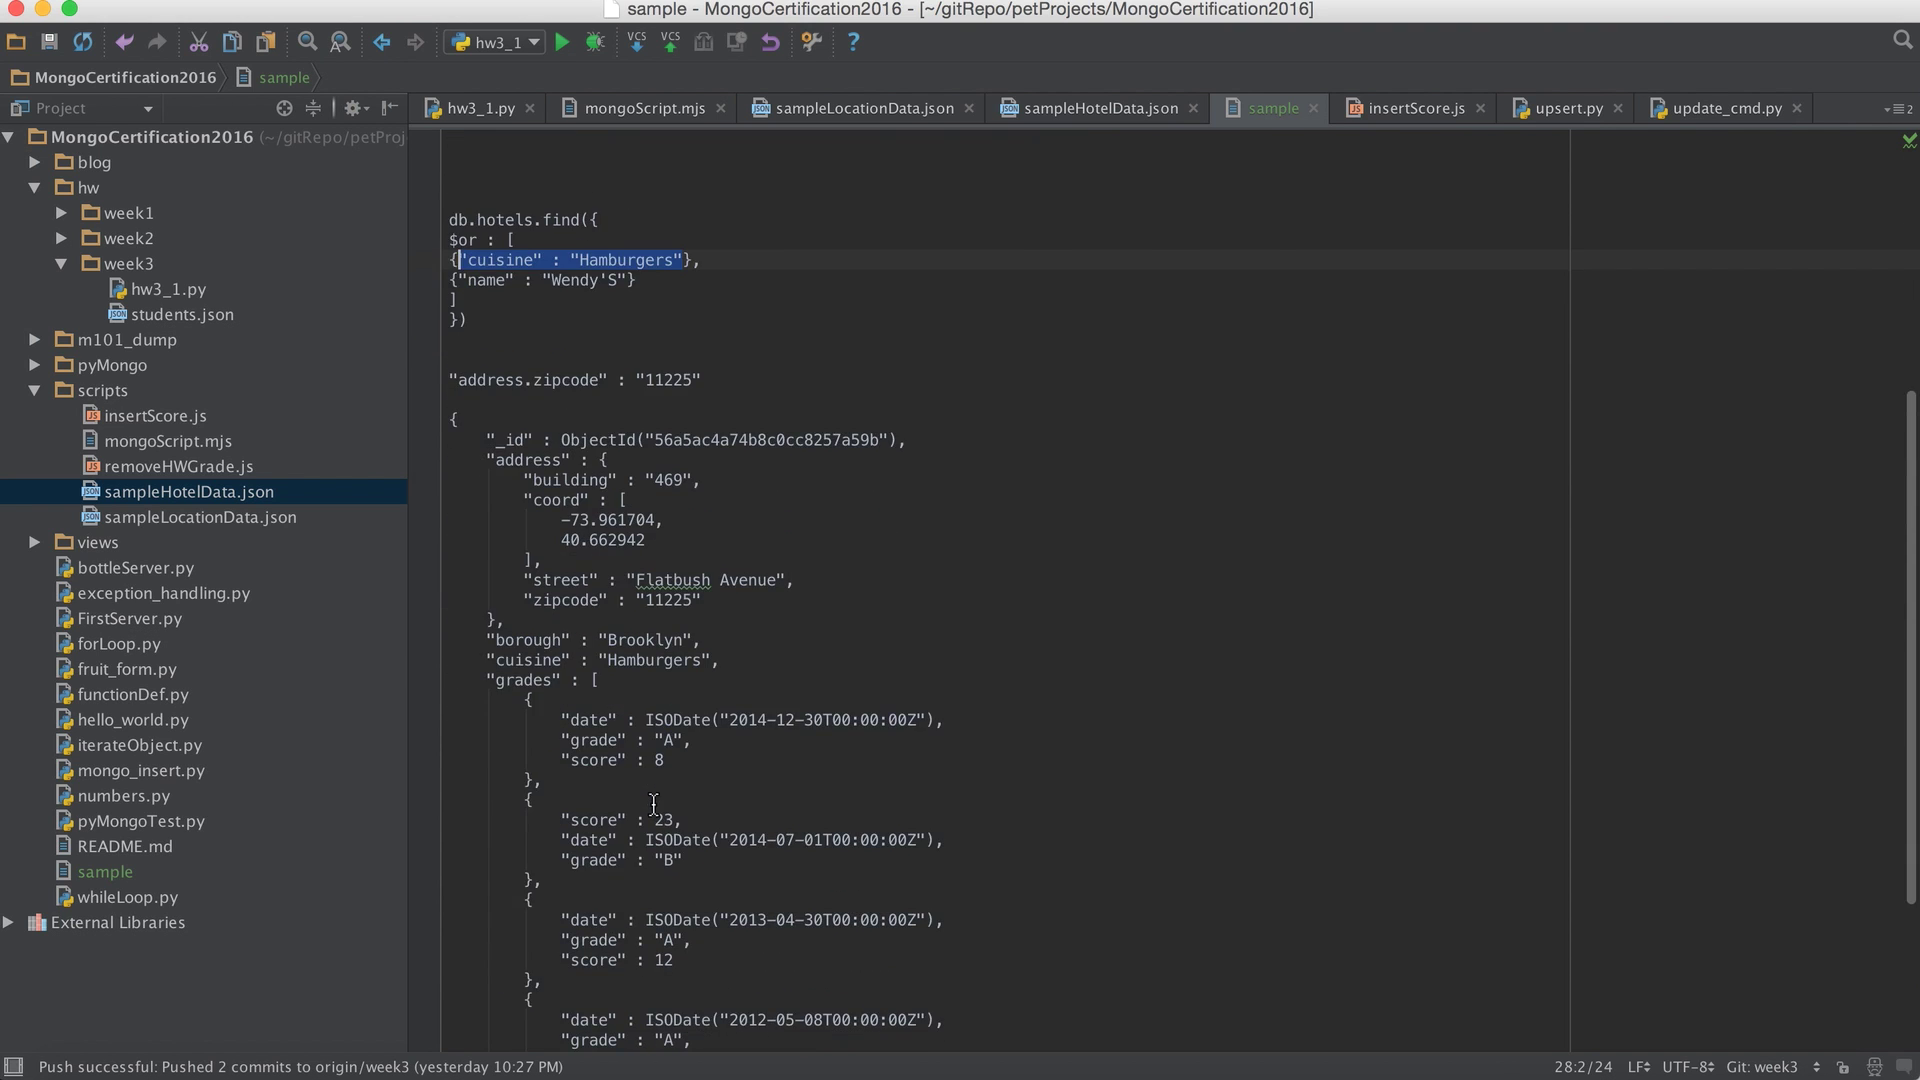 sample - MongoCertification2016 - [~/gitRepo/petProjects/MongoCertification2016]
hw3_1
VCS
VCS
?
MongoCertification2016
sample
Project
hw3_1.py
mongoScript.mjs
sampleLocationData.json
sampleHotelData.json
sample
insertScore.js
upsert.py
update_cmd.py
2
MongoCertification2016 (~/gitRepo/petProj
blog
hw
week1
week2
week3
hw3_1.py
students.json
m101_dump
pyMongo
scripts
insertScore.js
mongoScript.mjs
removeHWGrade.js
sampleHotelData.json
sampleLocationData.json
views
bottleServer.py
exception_handling.py
FirstServer.py
forLoop.py
fruit_form.py
functionDef.py
hello_world.py
iterateObject.py
mongo_insert.py
numbers.py
pyMongoTest.py
README.md
sample
whileLoop.py
External Libraries
db.hotels.find({
$or : [
{"cuisine" : "Hamburgers"},
{"name" : "Wendy'S"}
]
})
"address.zipcode" : "11225"
{
"_id" : ObjectId("56a5ac4a74b8c0cc8257a59b"),
"address" : {
"building" : "469",
"coord" : [
-73.961704,
40.662942
],
"street" : "Flatbush Avenue",
"zipcode" : "11225"
},
"borough" : "Brooklyn",
"cuisine" : "Hamburgers",
"grades" : [
{
"date" : ISODate("2014-12-30T00:00:00Z"),
"grade" : "A",
"score" : 8
},
{
"score" : 23,
"date" : ISODate("2014-07-01T00:00:00Z"),
"grade" : "B"
},
{
"date" : ISODate("2013-04-30T00:00:00Z"),
"grade" : "A",
"score" : 12
},
{
"date" : ISODate("2012-05-08T00:00:00Z"),
"grade" : "A",
Push successful: Pushed 2 commits to origin/week3 (yesterday 10:27 PM)
28:2/24
LF
UTF-8
Git: week3